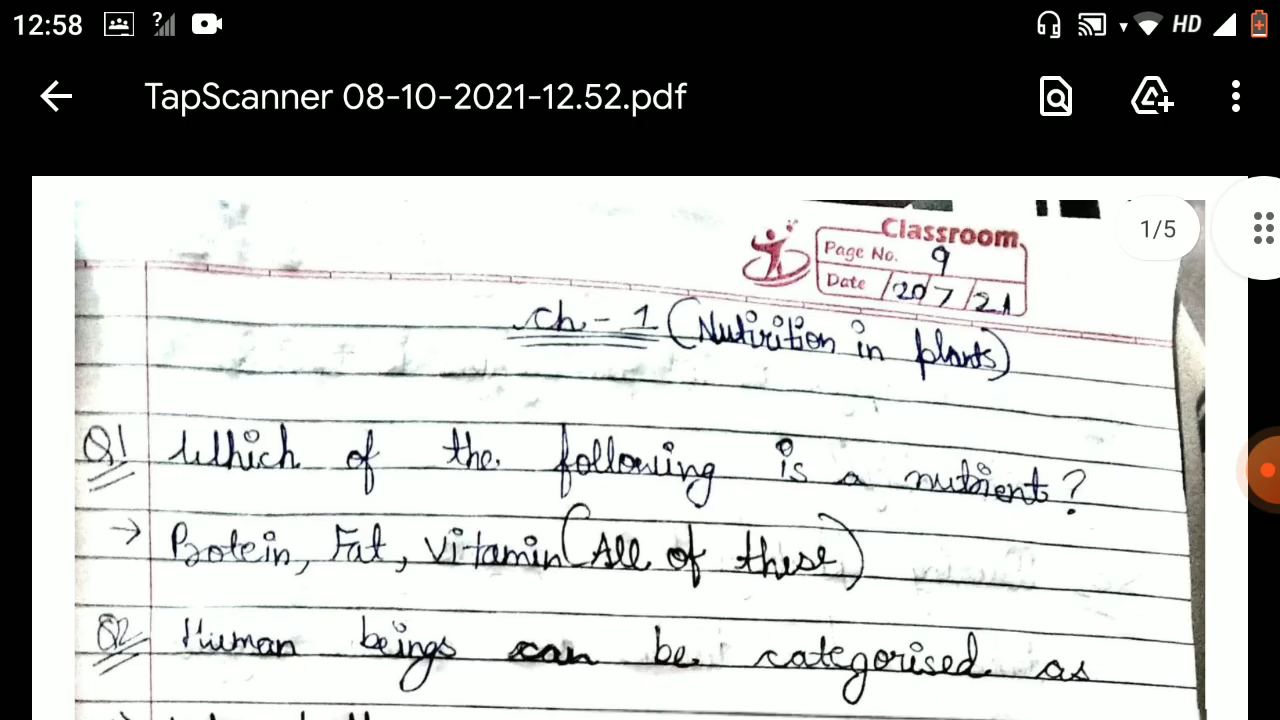 12:58 ? HD
TapScanner 08-10-2021-12.52.pdf
1/5
Classroom
Page No. 9
Date /20/7/21
Ch - 1 (Nutrition in plants)
Q1 Which of the following is a nutrient?
→ Protein, Fat, Vitamin (All of these)
Q2 Human beings can be categorised as